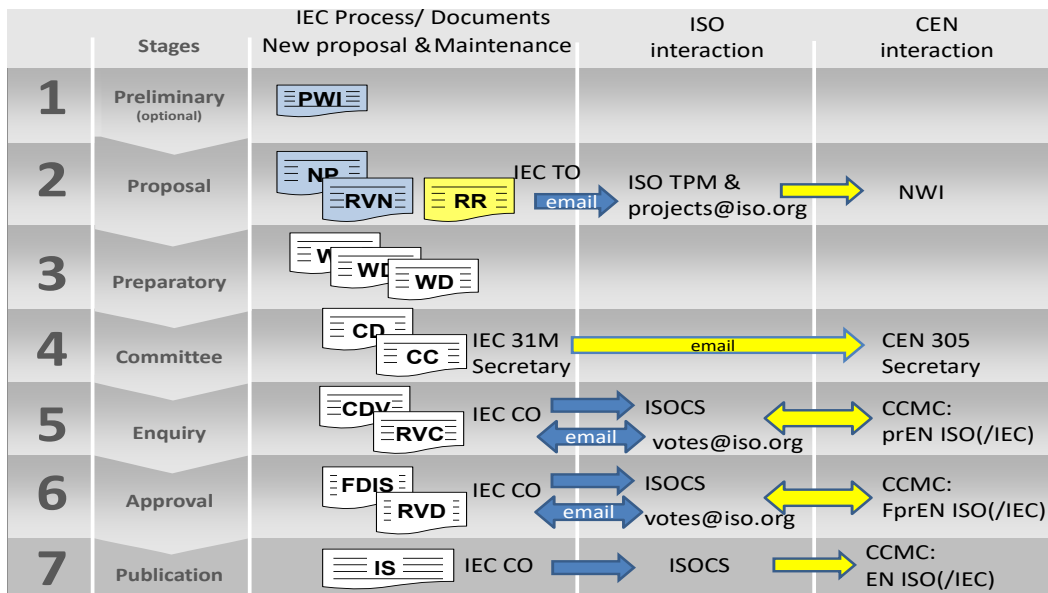 IEC Process/ Documents
ISO
CEN
Stages
New proposal & Maintenance
interaction
interaction
1
Preliminary
(optional)
PWI
2
Proposal
NP
RVN
RR
IEC TO
email
ISO TPM &
projects@iso.org
NWI
3
Preparatory
WD
WD
4
Committee
CD
CC
IEC 31M
Secretary
email
CEN 305
Secretary
5
Enquiry
CDV
RVC
IEC CO
email
ISOCS
votes@iso.org
CCMC:
prEN ISO(/IEC)
6
Approval
FDIS
RVD
IEC CO
email
ISOCS
votes@iso.org
CCMC:
FprEN ISO(/IEC)
7
Publication
IS
IEC CO
ISOCS
CCMC:
EN ISO(/IEC)